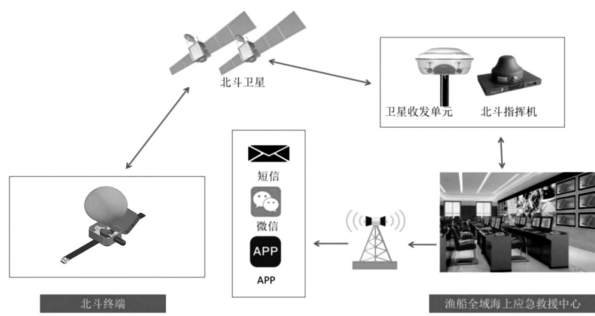 北斗卫星
卫星收发单元
北斗指挥机
短信
微信
APP
APP
北斗终端
渔船全域海上应急救援中心